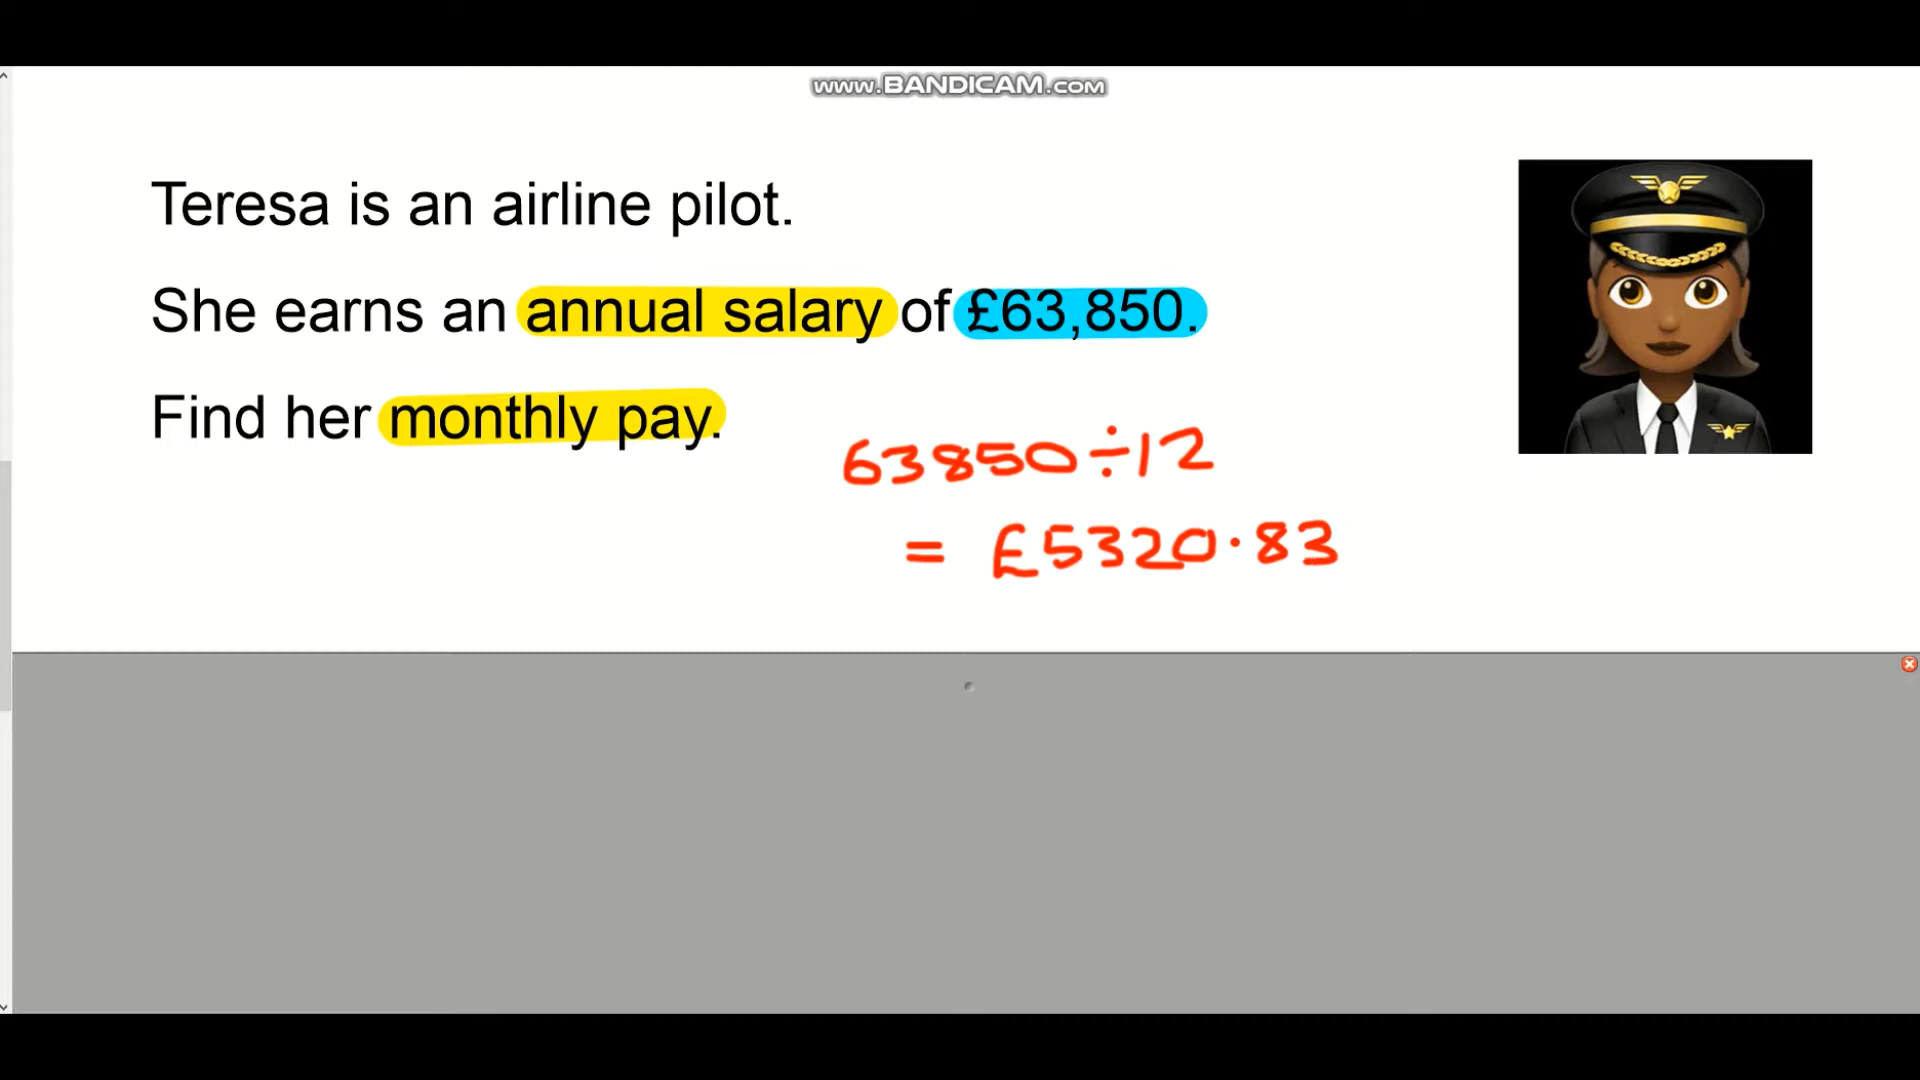 www.BANDICAM.com
Teresa is an airline pilot.
She earns an annual salary of £63,850.
Find her monthly pay.
63850÷12
= £5320·83